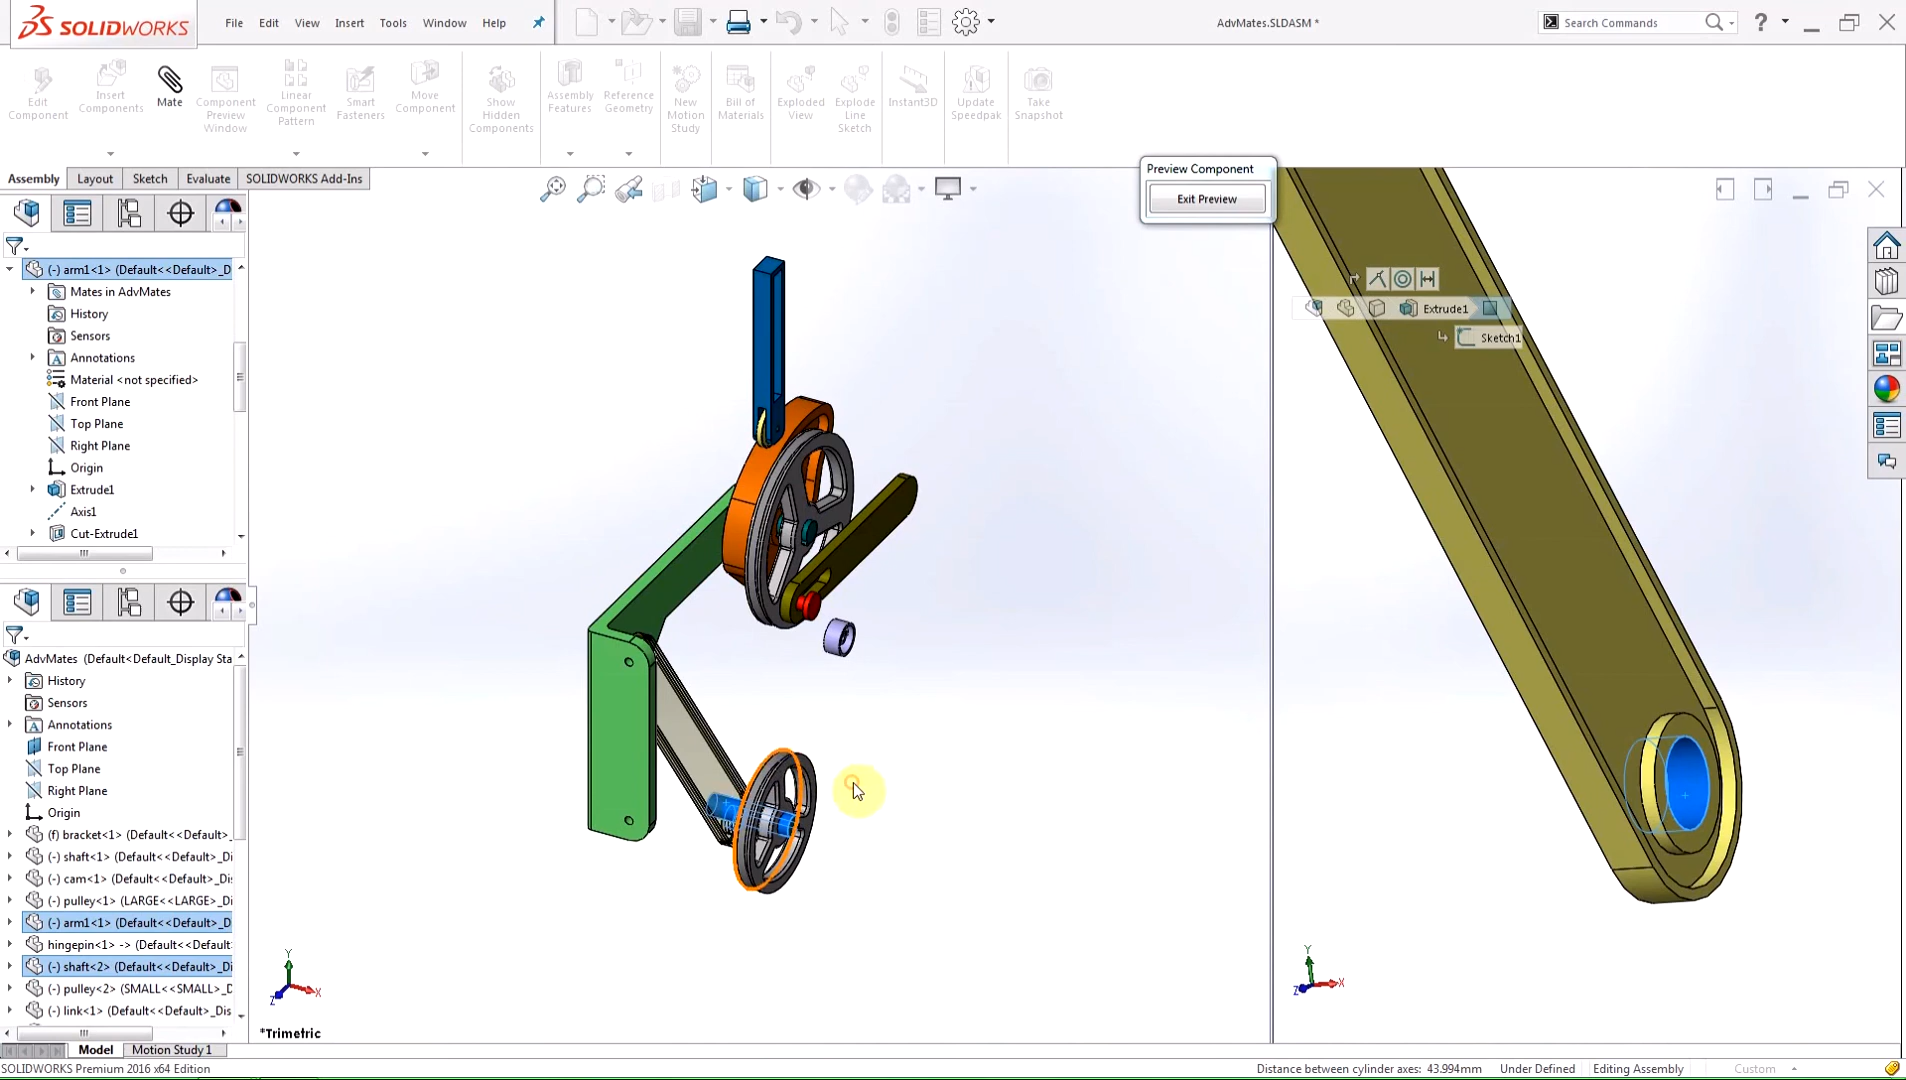 SOLIDWORKS
File Edit View Insert Tools Window Help
AdvMates.SLDASM *
Search Commands
Edit Component
Insert Components
Mate
Component Preview Window
Linear Component Pattern
Smart Fasteners
Move Component
Show Hidden Components
Assembly Features
Reference Geometry
New Motion Study
Bill of Materials
Exploded View
Explode Line Sketch
Instant3D
Update Speedpak
Take Snapshot
Assembly Layout Sketch Evaluate SOLIDWORKS Add-Ins
Preview Component
Exit Preview
(-) arm1<1> (Default<<Default>_D
Mates in AdvMates
History
Sensors
Annotations
Material <not specified>
Front Plane
Top Plane
Right Plane
Origin
Extrude1
Axis1
Cut-Extrude1
Extrude1
Sketch1
AdvMates (Default<Default_Display Sta
History
Sensors
Annotations
Front Plane
Top Plane
Right Plane
Origin
(f) bracket<1> (Default<<Default>_
(-) shaft<1> (Default<<Default>_Di
(-) cam<1> (Default<<Default>_Dis
(-) pulley<1> (LARGE<<LARGE>_Di
(-) arm1<1> (Default<<Default>_D
hingepin<1> -> (Default<<Default
(-) shaft<2> (Default<<Default>_Di
(-) pulley<2> (SMALL<<SMALL>_D
(-) link<1> (Default<<Default>_Dis
Y
X
Z
Y
X
Z
*Trimetric
Model Motion Study 1
SOLIDWORKS Premium 2016 x64 Edition
Distance between cylinder axes: 43.994mm Under Defined Editing Assembly Custom